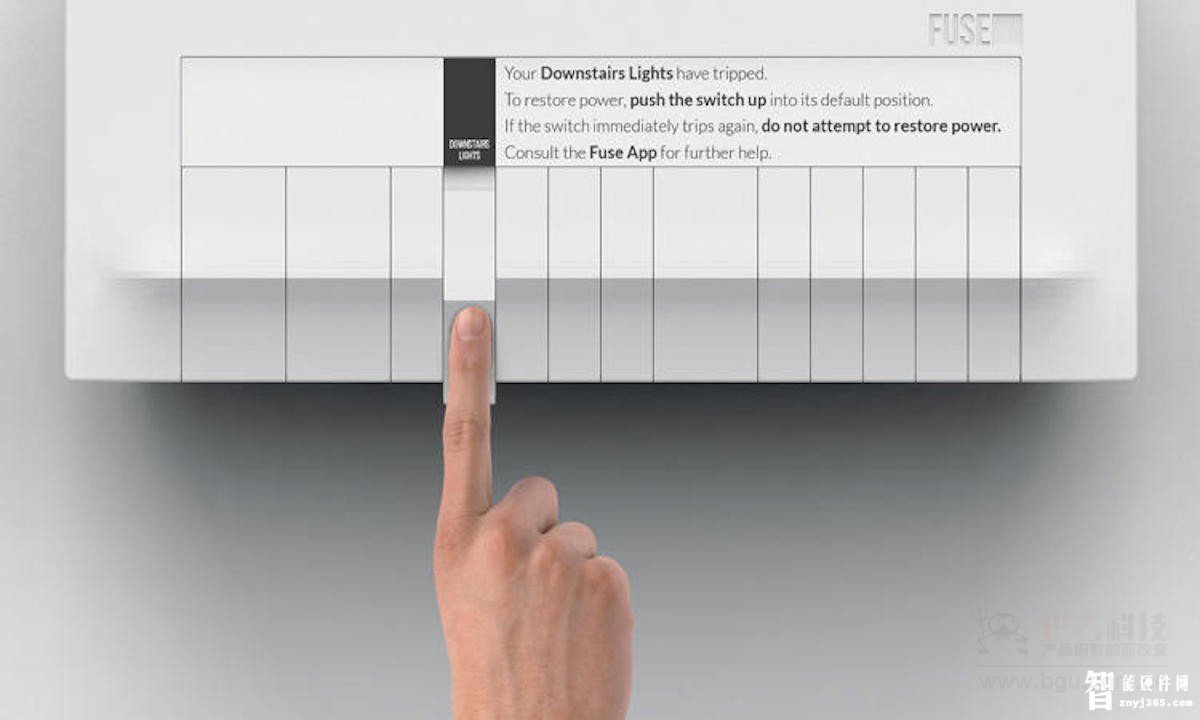 FUSE
Your Downstairs Lights have tripped.
To restore power, push the switch up into its default position.
If the switch immediately trips again, do not attempt to restore power.
Consult the Fuse App for further help.
DOWNSTAIRS
LIGHTS
巴古科技
产品因智能而改变
www.bgu
智能硬件网
znyj365.com